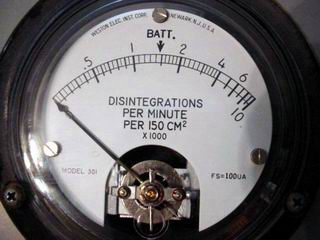 WESTON ELEC. INST. CORP. NEWARK, N.J., U.S.A.
BATT.
.5 1 2 4 6
10
DISINTEGRATIONS
PER MINUTE
PER 150 CM²
X 1000
MODEL 301 FS=100UA